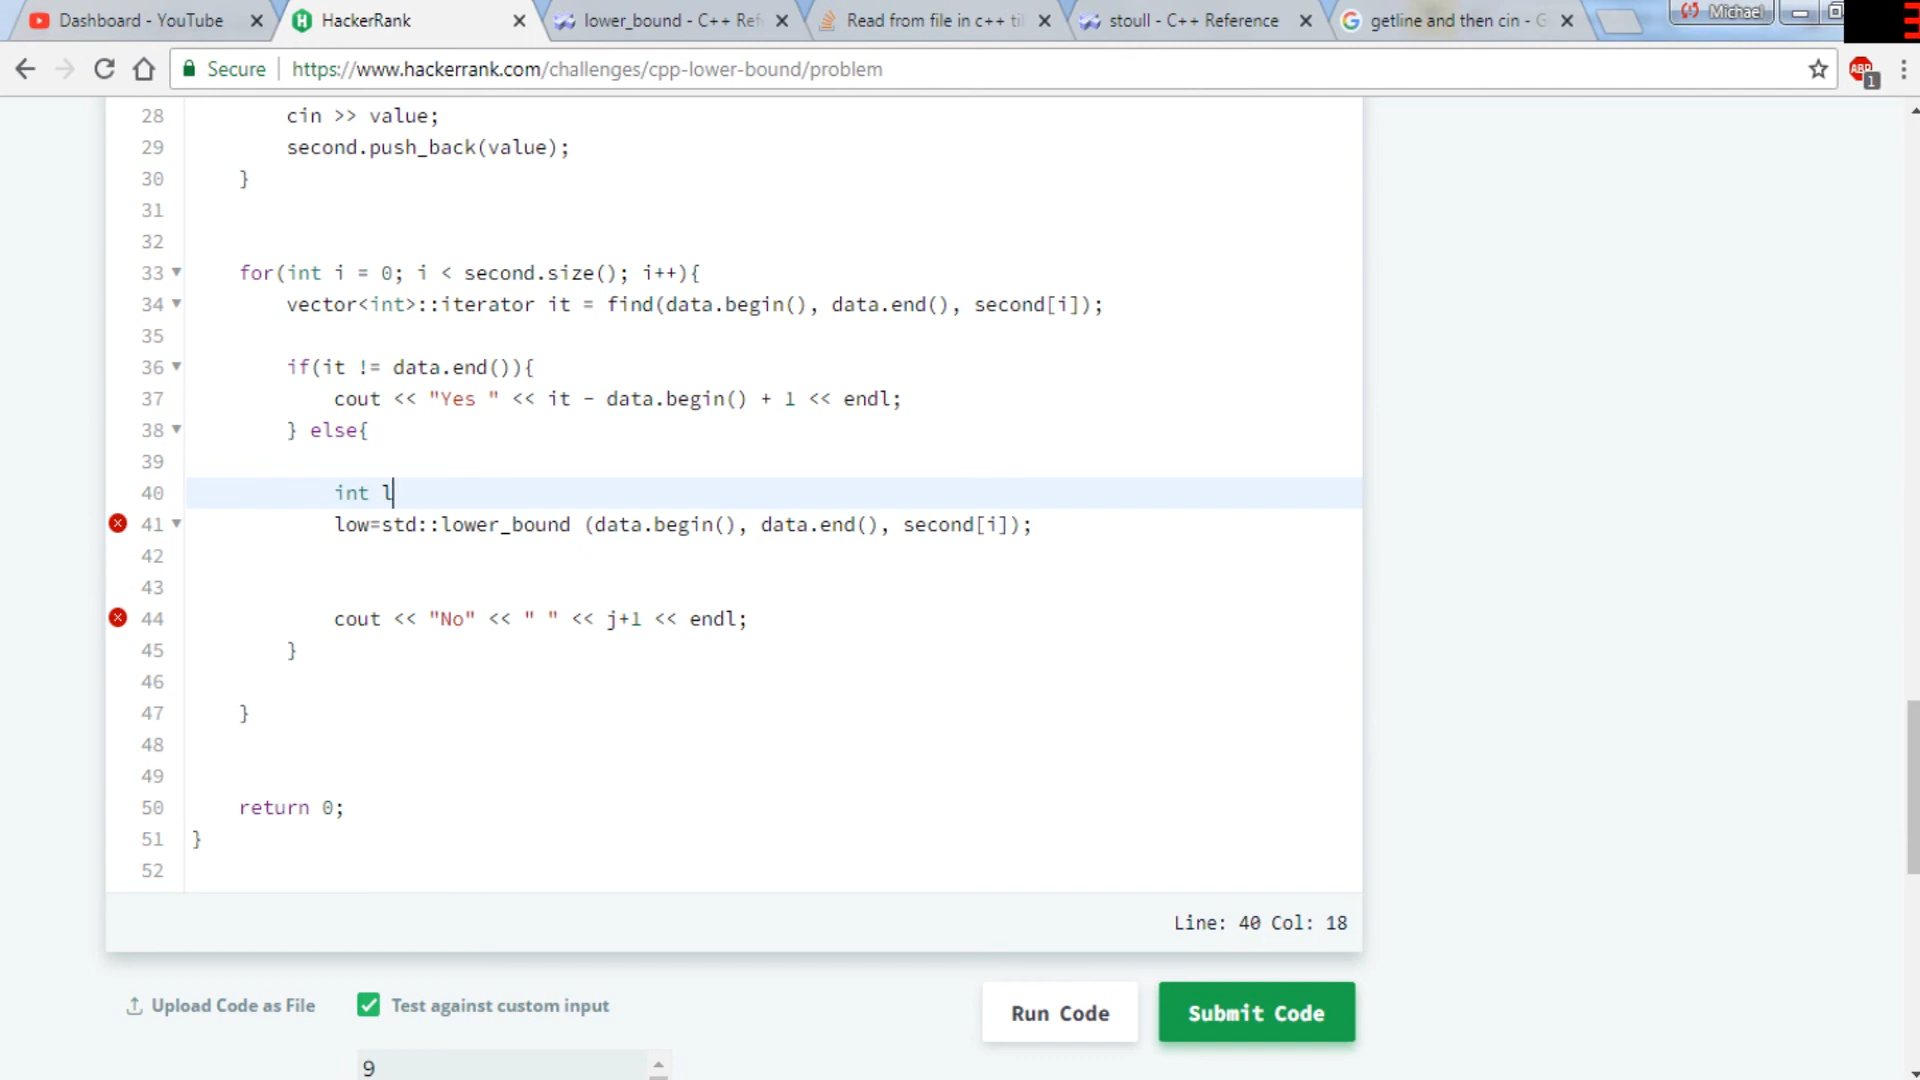 Dashboard - YouTube
HackerRank
lower_bound - C++ Ref
Read from file in c++ til
stoull - C++ Reference
getline and then cin - G
Michael
Secure
https://www.hackerrank.com/challenges/cpp-lower-bound/problem
ABP
1
28 cin >> value;
29 second.push_back(value);
30 }
31
32
33 for(int i = 0; i < second.size(); i++){
34 vector<int>::iterator it = find(data.begin(), data.end(), second[i]);
35
36 if(it != data.end()){
37 cout << "Yes " << it - data.begin() + 1 << endl;
38 } else{
39
40 int l
41 low=std::lower_bound (data.begin(), data.end(), second[i]);
42
43
44 cout << "No" << " " << j+1 << endl;
45 }
46
47 }
48
49
50 return 0;
51 }
52
Line: 40 Col: 18
Upload Code as File
Test against custom input
Run Code
Submit Code
9